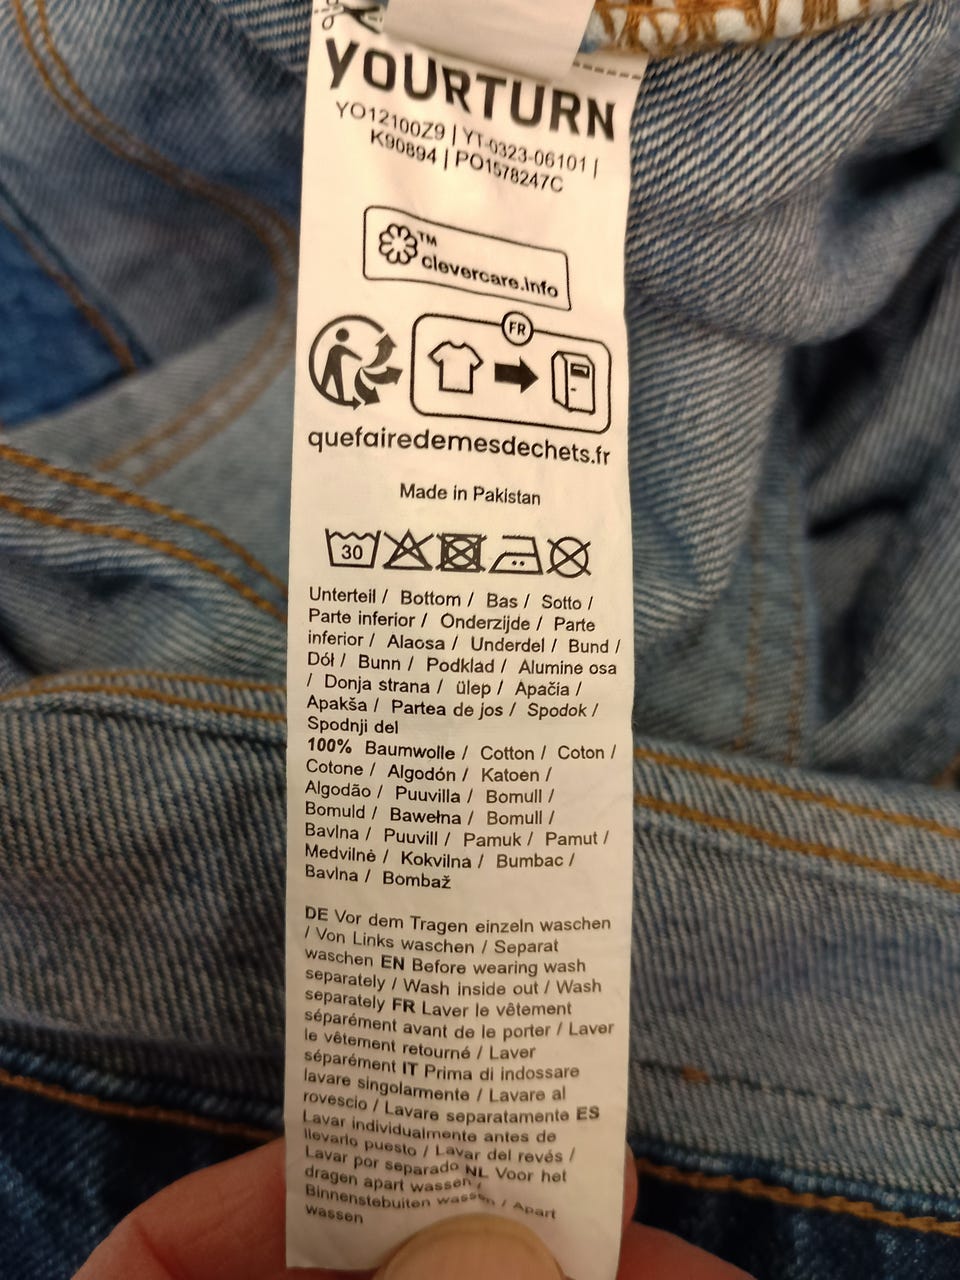 YOURTURN
YO12100Z9 | YT-0323-06101 |
K90894 | PO1578247C
TM
clevercare.info
FR
quefairedemesdechets.fr
Made in Pakistan
30
Unterteil / Bottom / Bas / Sotto /
Parte inferior / Onderzijde / Parte
inferior / Alaosa / Underdel / Bund /
Dół / Bunn / Podklad / Alumine osa
/ Donja strana / ülep / Apačia /
Apakša / Partea de jos / Spodok /
Spodnji del
100% Baumwolle / Cotton / Coton /
Cotone / Algodón / Katoen /
Algodão / Puuvilla / Bomull /
Bomuld / Bawełna / Bomull /
Bavlna / Puuvill / Pamuk / Pamut /
Medvilnė / Kokvilna / Bumbac /
Bavlna / Bombaž
DE Vor dem Tragen einzeln waschen
/ Von Links waschen / Separat
waschen EN Before wearing wash
separately / Wash inside out / Wash
separately FR Laver le vêtement
séparément avant de le porter / Laver
le vêtement retourné / Laver
séparément IT Prima di indossare
lavare singolarmente / Lavare al
rovescio / Lavare separatamente ES
Lavar individualmente antes de
llevarlo puesto / Lavar del revés /
Lavar por separado NL Voor het
dragen apart wassen /
Binnenstebuiten wassen / Apart
wassen